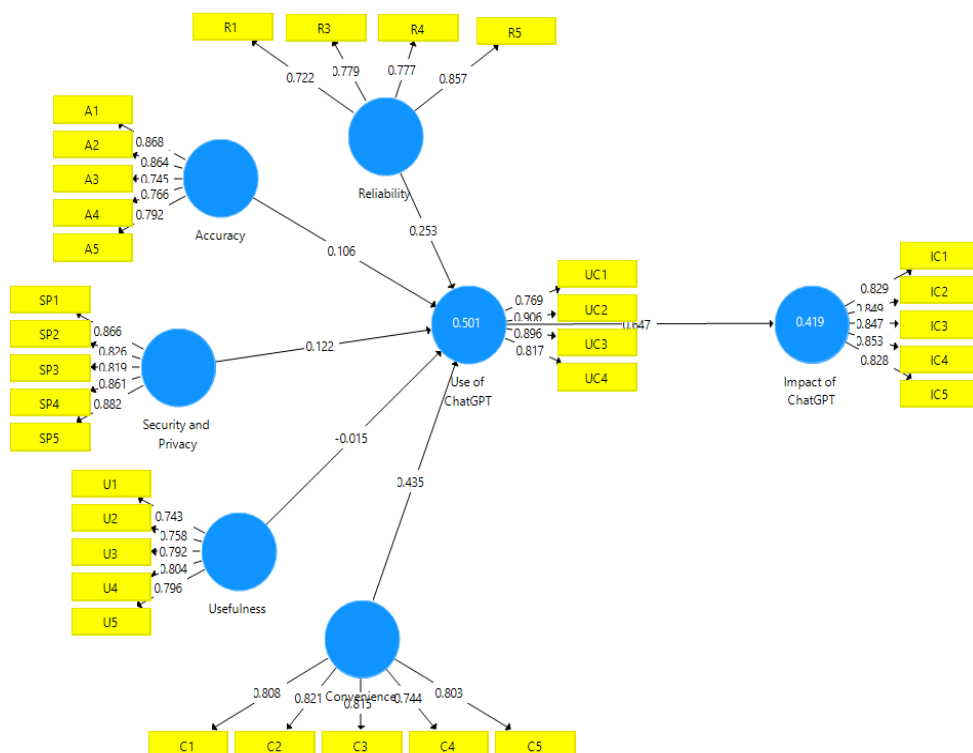 R1
R3
R4
R5
0.722
0.779
0.777
0.857
Reliability
A1
A2
A3
A4
A5
0.868
0.864
0.745
0.766
0.792
Accuracy
0.253
0.106
SP1
SP2
SP3
SP4
SP5
0.866
0.826
0.819
0.861
0.882
Security and
Privacy
0.122
U1
U2
U3
U4
U5
0.743
0.758
0.792
0.804
0.796
Usefulness
-0.015
0.435
0.501
Use of
ChatGPT
UC1
UC2
UC3
UC4
0.769
0.906
0.896
0.817
0.647
0.419
Impact of
ChatGPT
IC1
IC2
IC3
IC4
IC5
0.829
0.849
0.847
0.853
0.828
Convenience
0.808
0.821
0.815
0.744
0.803
C1
C2
C3
C4
C5